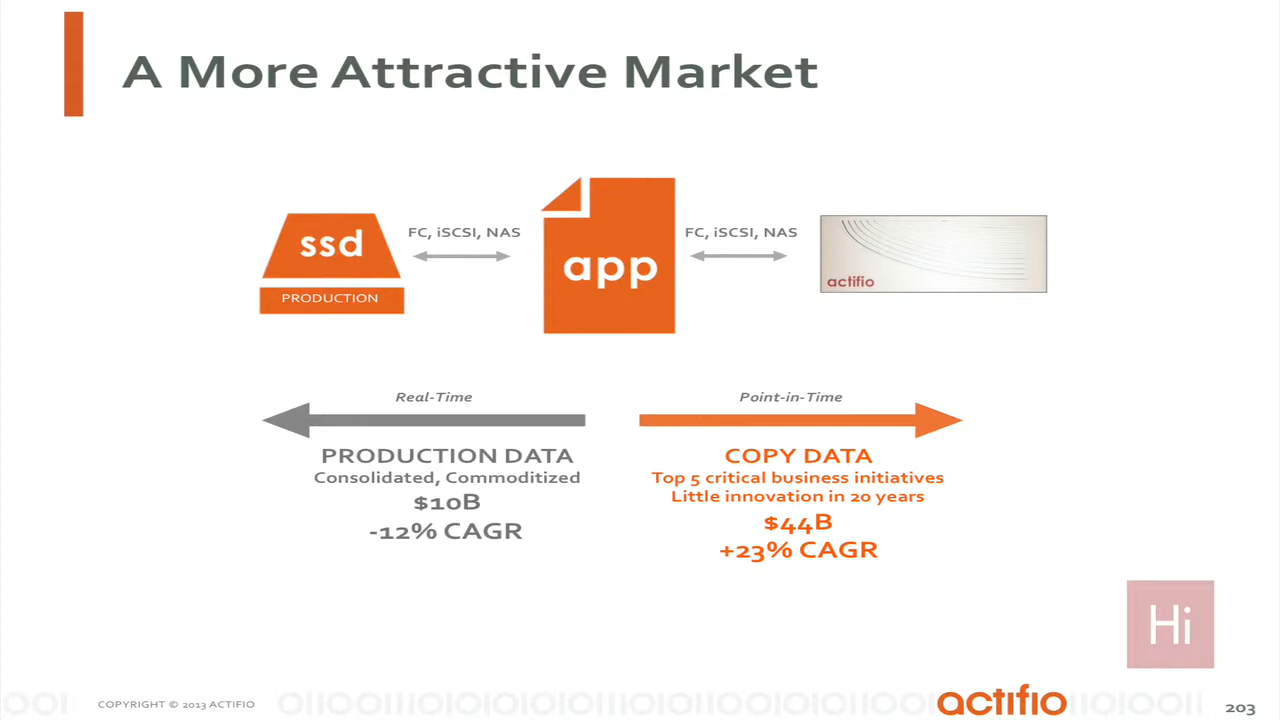 A More Attractive Market
ssd
PRODUCTION
FC, iSCSI, NAS
app
FC, iSCSI, NAS
actifio
Real-Time
PRODUCTION DATA
Consolidated, Commoditized
$10B
-12% CAGR
Point-in-Time
COPY DATA
Top 5 critical business initiatives
Little innovation in 20 years
$44B
+23% CAGR
Hi
COPYRIGHT © 2013 ACTIFIO
actifio
203